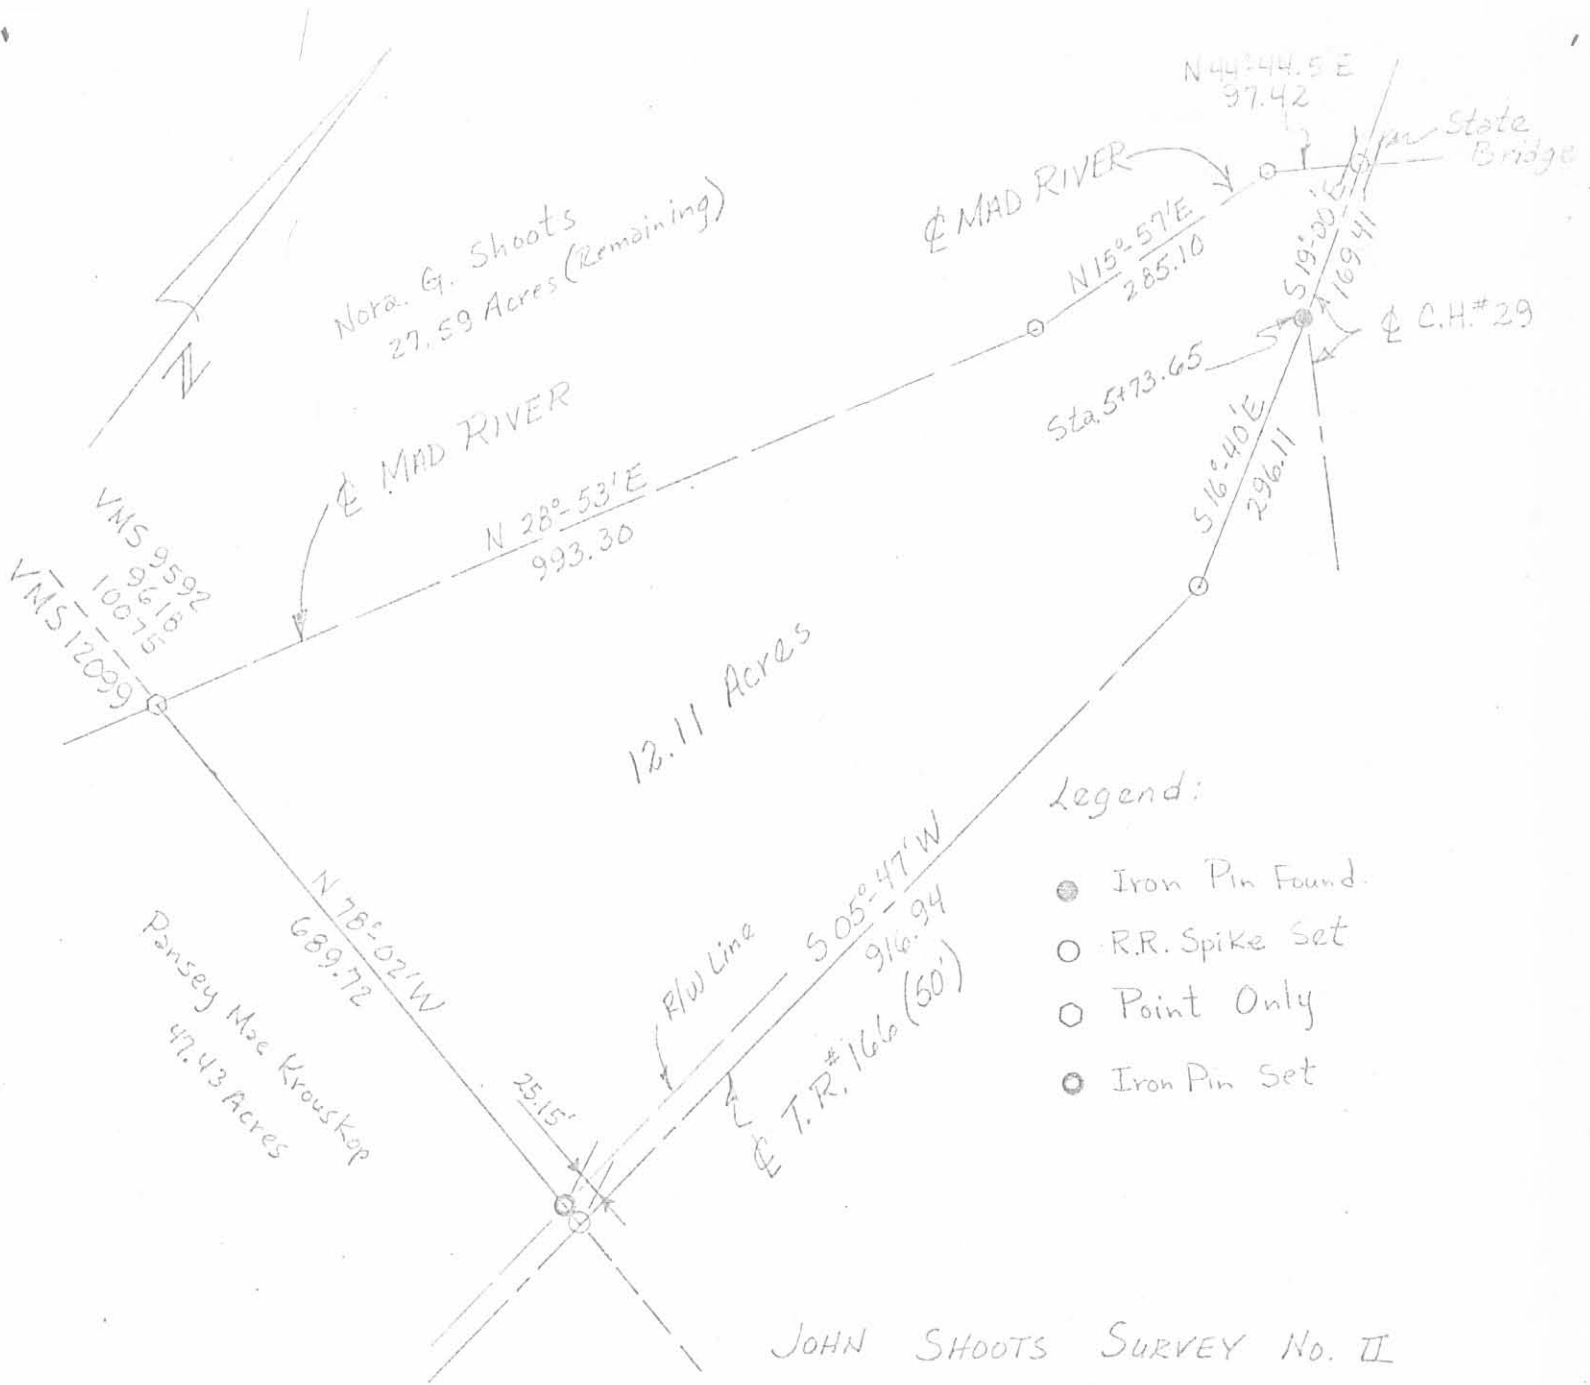 N 44°-44.5 E
97.42
State
Bridge
℄ MAD RIVER
N 15°-57'E
285.10
S 19°-00'E
169.41
℄ C.H.#29
Sta. 5+73.65
S 16°-40'E
296.11
Nora. G. Shoots
27.59 Acres (Remaining)
N
℄ MAD RIVER
N 28°-53'E
993.30
VMS 9592
9618
10075
VMS 12099
12.11 Acres
N 78°-02'W
689.72
Pansey Mae Krouskop
47.43 Acres
25.15'
R/W Line
S 05°-47'W
916.94
℄ T.R.#166 (50')
Legend:
Iron Pin Found.
R.R. Spike Set
Point Only
Iron Pin Set
JOHN SHOOTS SURVEY NO. II